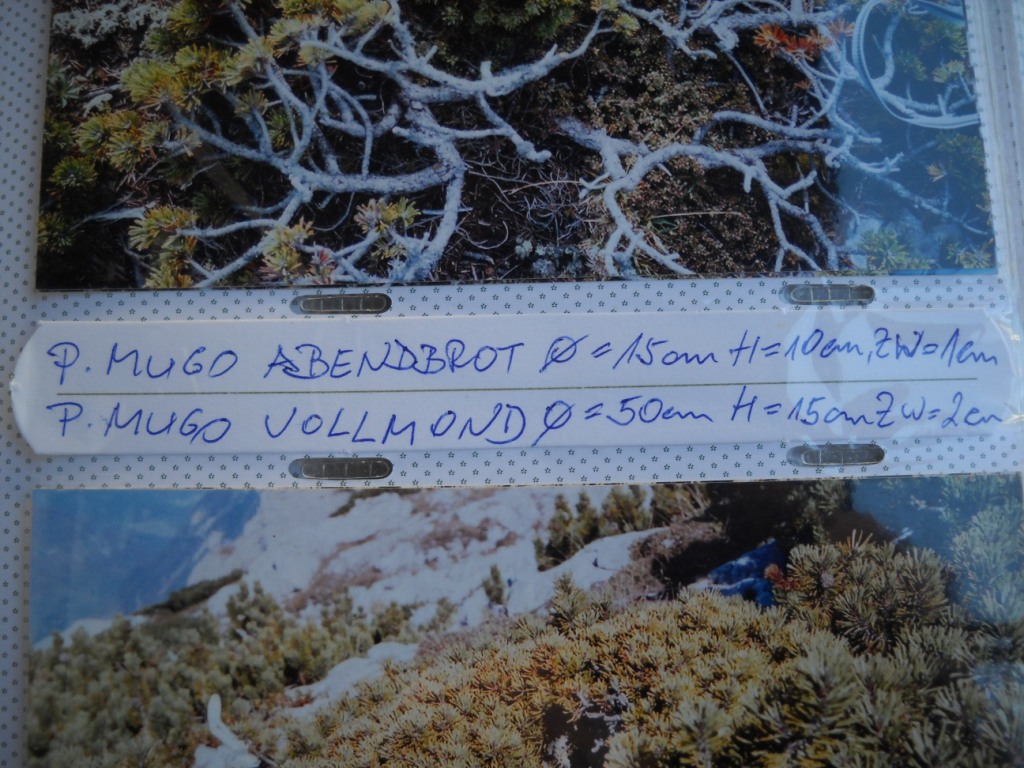 P. MUGO ABENDBROT Ø = 15cm H = 10cm, ZW = 1cm
P. MUGO VOLLMOND Ø = 50cm H = 15cm ZW = 2cm